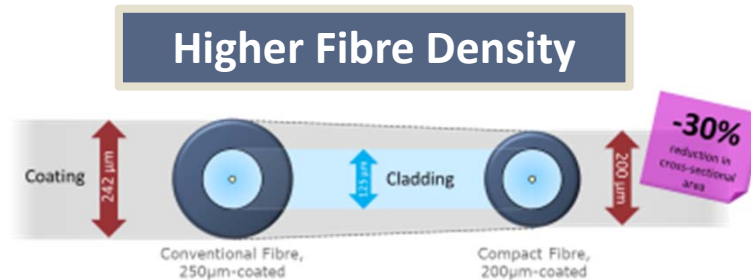 Higher Fibre Density
-30%
reduction in
cross-sectional
area
Coating
242 µm
125 µm
Cladding
200 µm
Conventional Fibre,
250µm-coated
Compact Fibre,
200µm-coated